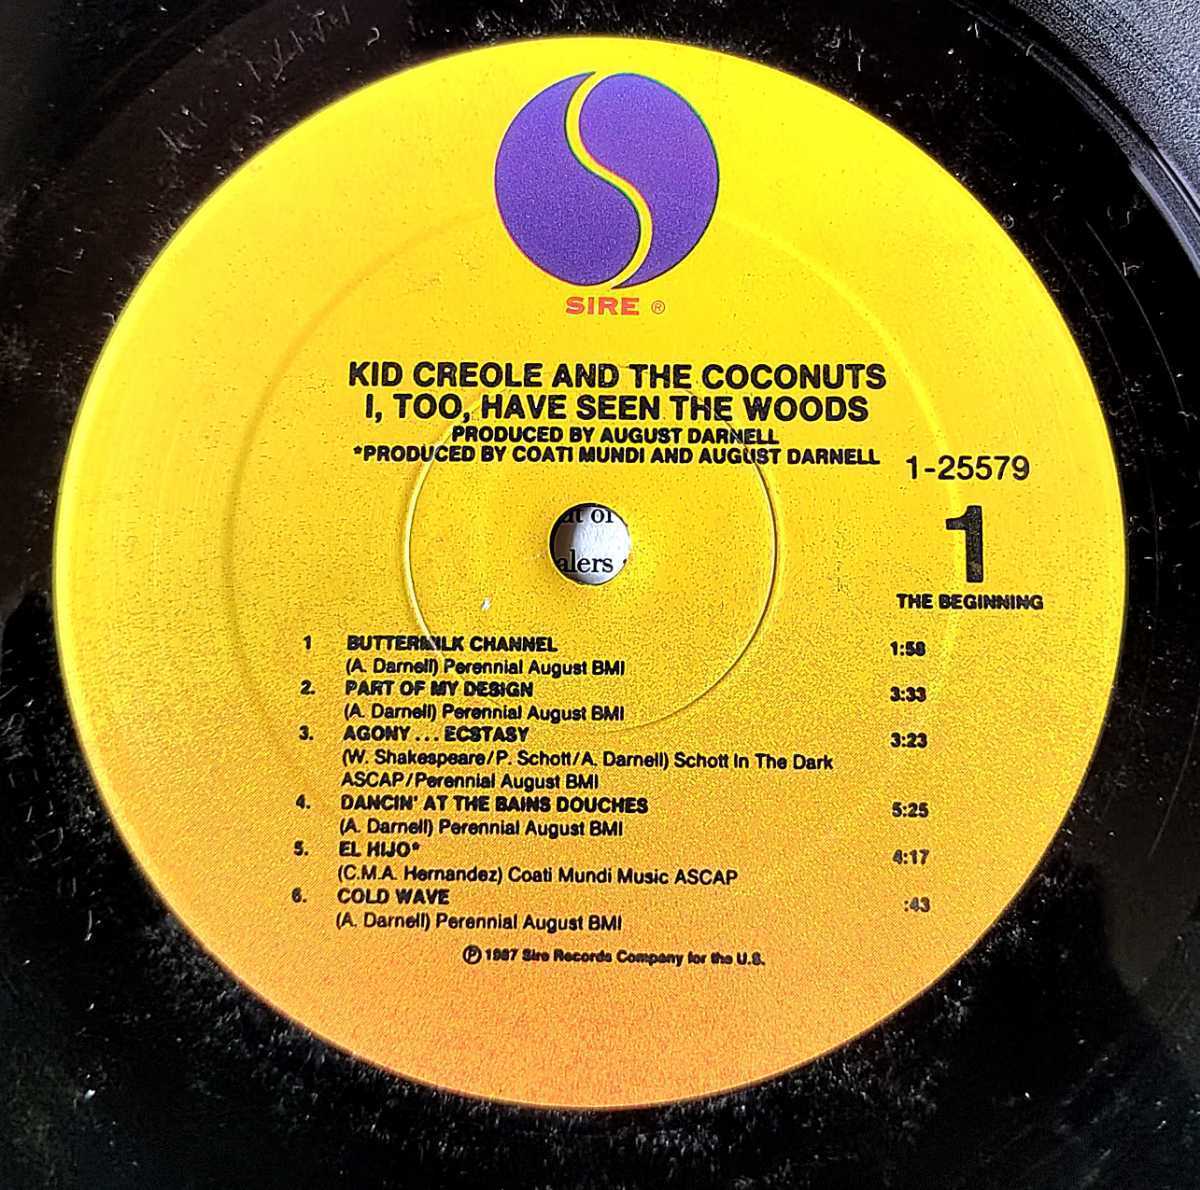 SIRE ®
KID CREOLE AND THE COCONUTS
I, TOO, HAVE SEEN THE WOODS
PRODUCED BY AUGUST DARNELL
*PRODUCED BY COATI MUNDI AND AUGUST DARNELL
1-25579
1
THE BEGINNING
of
alers
1 BUTTERMILK CHANNEL 1:58
(A. Darnell) Perennial August BMI
2. PART OF MY DESIGN 3:33
(A. Darnell) Perennial August BMI
3. AGONY... ECSTASY 3:23
(W. Shakespeare/P. Schott/A. Darnell) Schott In The Dark
ASCAP/Perennial August BMI
4. DANCIN' AT THE BAINS DOUCHES 5:25
(A. Darnell) Perennial August BMI
5. EL HIJO* 4:17
(C.M.A. Hernandez) Coati Mundi Music ASCAP
6. COLD WAVE :43
(A. Darnell) Perennial August BMI
℗ 1987 Sire Records Company for the U.S.